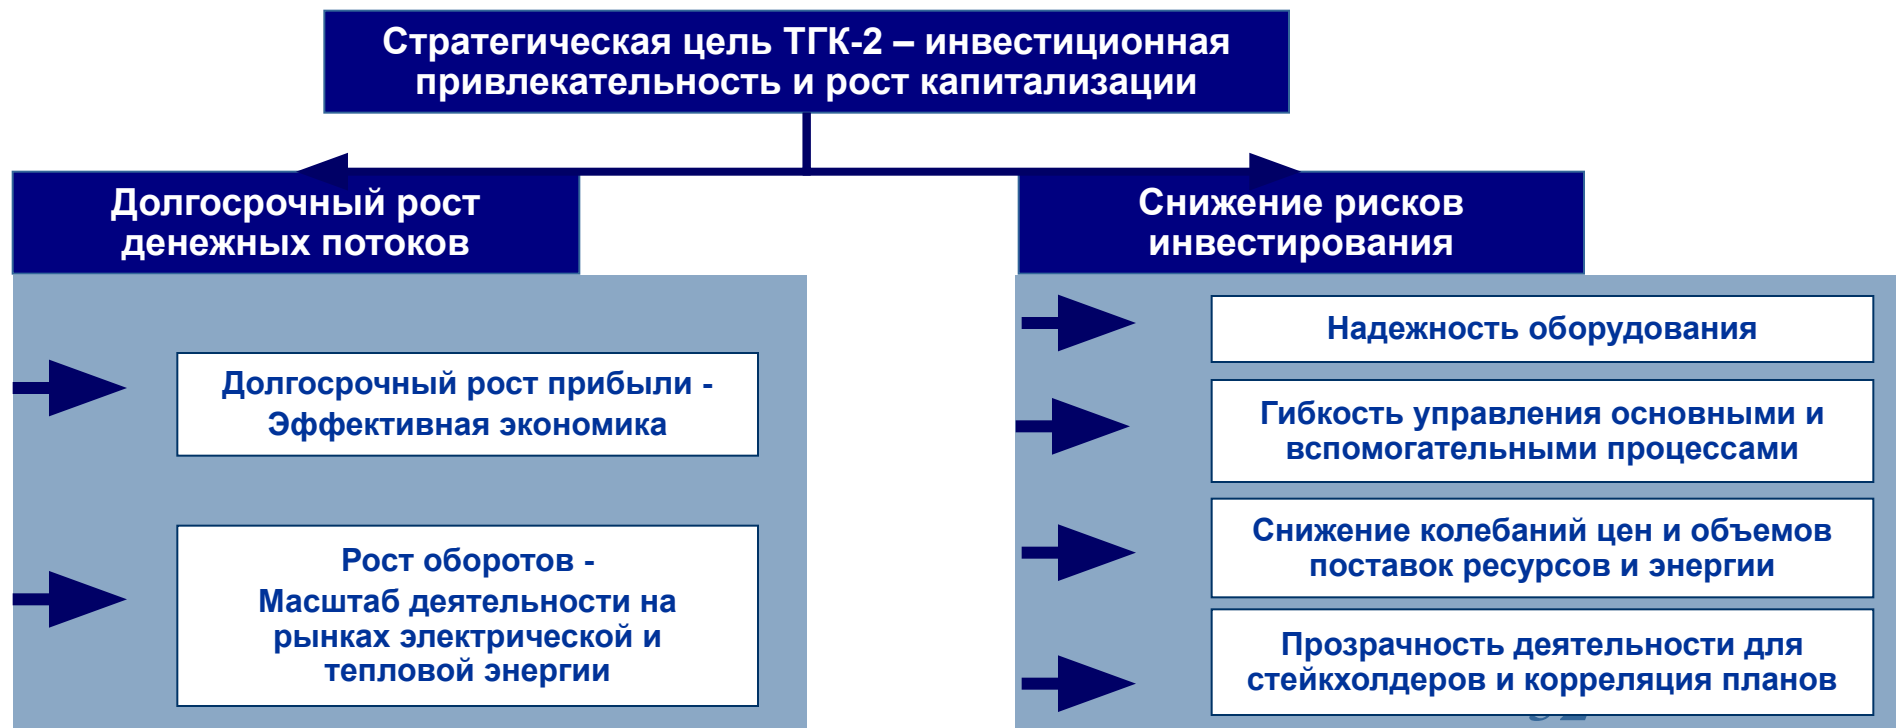 Стратегическая цель ТГК-2 – инвестиционная
привлекательность и рост капитализации
Долгосрочный рост
денежных потоков
Долгосрочный рост прибыли -
Эффективная экономика
Рост оборотов -
Масштаб деятельности на
рынках электрической и
тепловой энергии
Снижение рисков
инвестирования
Надежность оборудования
Гибкость управления основными и
вспомогательными процессами
Снижение колебаний цен и объемов
поставок ресурсов и энергии
Прозрачность деятельности для
стейкхолдеров и корреляция планов